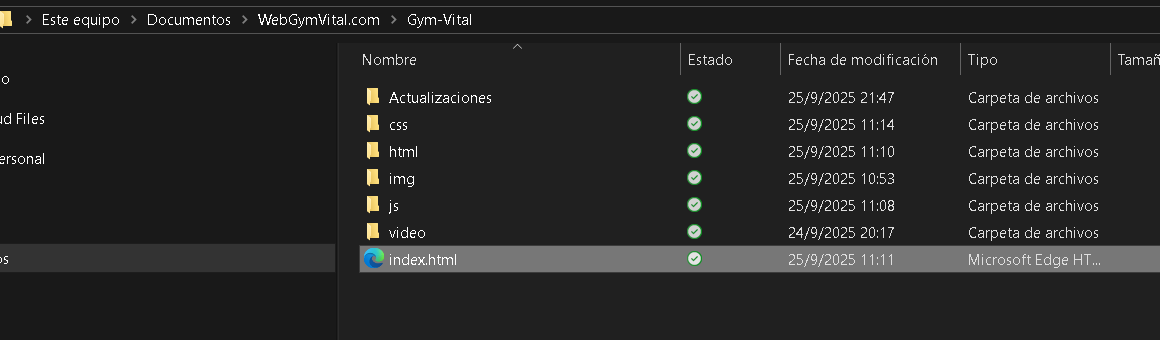 Este equipo > Documentos > WebGymVital.com > Gym-Vital
Nombre Estado Fecha de modificación Tipo Tamañ
o
Actualizaciones 25/9/2025 21:47 Carpeta de archivos
ud Files
css 25/9/2025 11:14 Carpeta de archivos
ersonal
html 25/9/2025 11:10 Carpeta de archivos
img 25/9/2025 10:53 Carpeta de archivos
js 25/9/2025 11:08 Carpeta de archivos
video 24/9/2025 20:17 Carpeta de archivos
os
index.html 25/9/2025 11:11 Microsoft Edge HT...